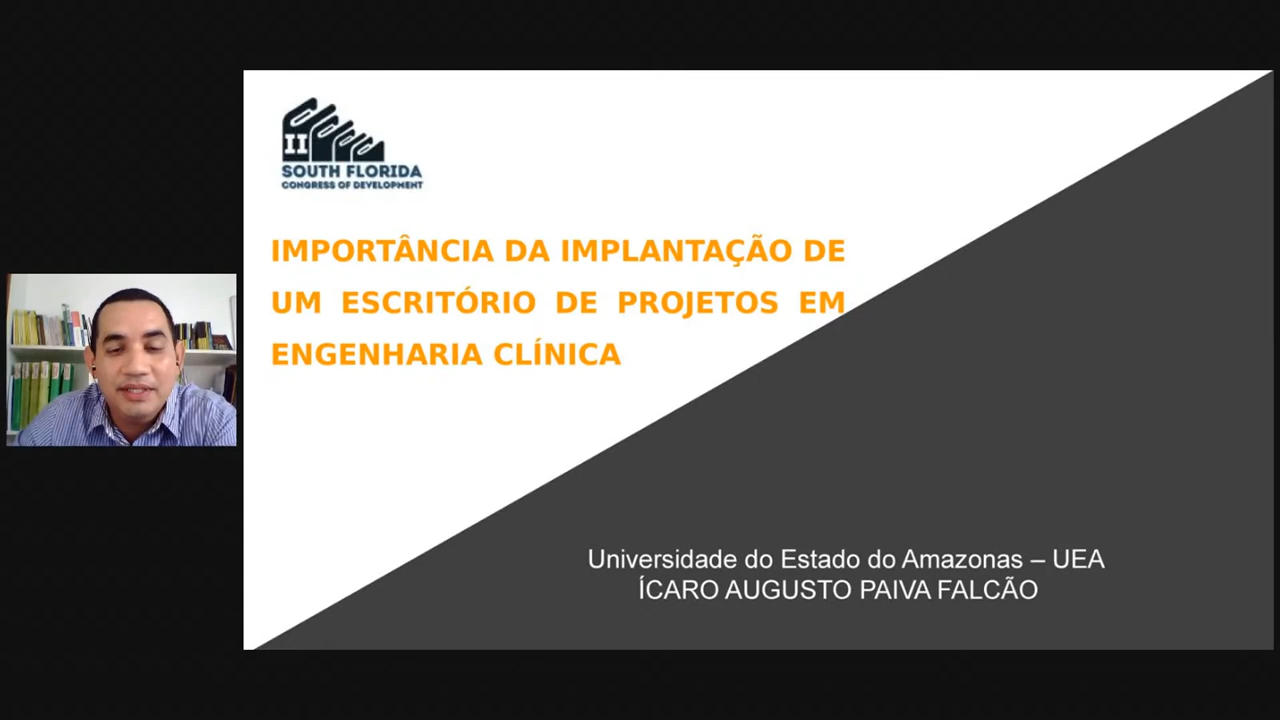 II
SOUTH FLORIDA
CONGRESS OF DEVELOPMENT
IMPORTÂNCIA DA IMPLANTAÇÃO DE
UM ESCRITÓRIO DE PROJETOS EM
ENGENHARIA CLÍNICA
Universidade do Estado do Amazonas – UEA
ÍCARO AUGUSTO PAIVA FALCÃO